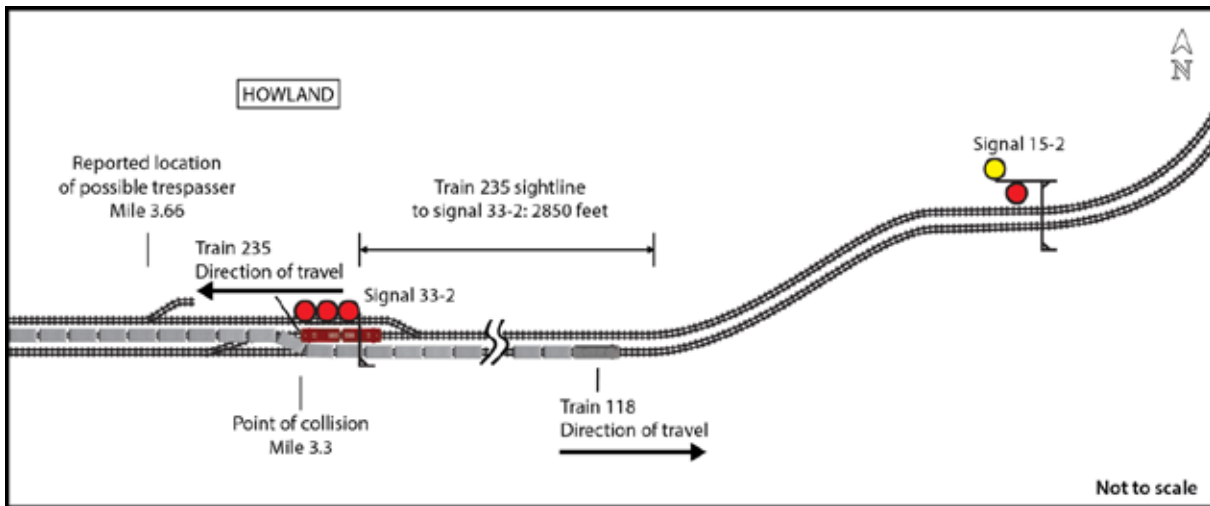 N
HOWLAND
Signal 15-2
Reported location
of possible trespasser
Mile 3.66
Train 235 sightline
to signal 33-2: 2850 feet
Train 235
Direction of travel
Signal 33-2
Point of collision
Mile 3.3
Train 118
Direction of travel
Not to scale